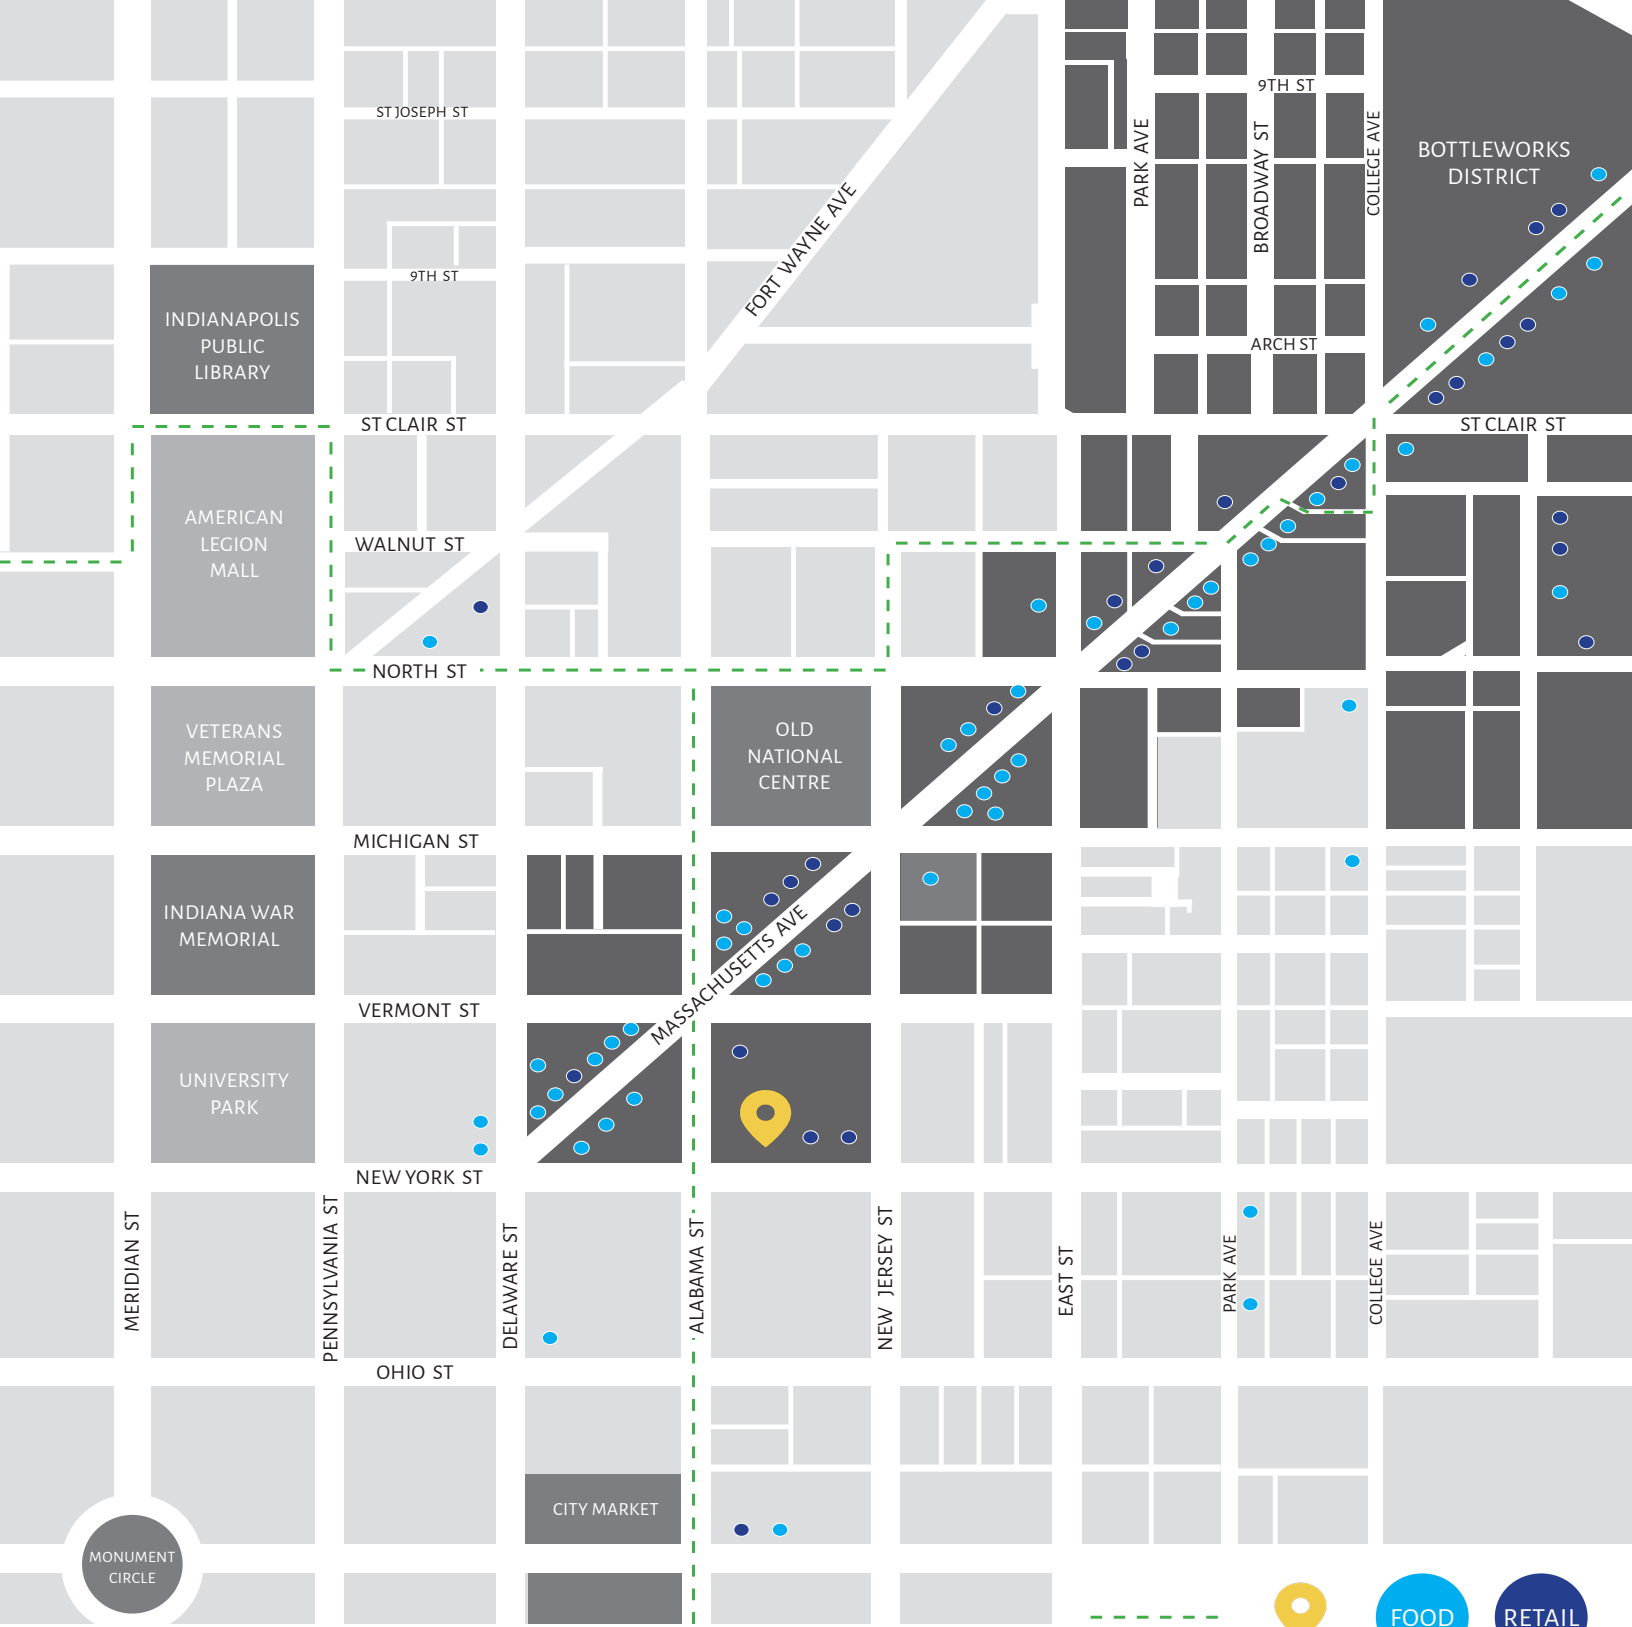 ST JOSEPH ST
9TH ST
PARK AVE
BROADWAY ST
COLLEGE AVE
BOTTLEWORKS
DISTRICT
FORT WAYNE AVE
9TH ST
INDIANAPOLIS
PUBLIC
LIBRARY
ARCH ST
ST CLAIR ST
ST CLAIR ST
AMERICAN
LEGION
MALL
WALNUT ST
NORTH ST
VETERANS
MEMORIAL
PLAZA
OLD
NATIONAL
CENTRE
MICHIGAN ST
INDIANA WAR
MEMORIAL
MASSACHUSETTS AVE
VERMONT ST
UNIVERSITY
PARK
NEW YORK ST
MERIDIAN ST
PENNSYLVANIA ST
DELAWARE ST
ALABAMA ST
NEW JERSEY ST
EAST ST
PARK AVE
COLLEGE AVE
OHIO ST
CITY MARKET
MONUMENT
CIRCLE
FOOD
RETAIL